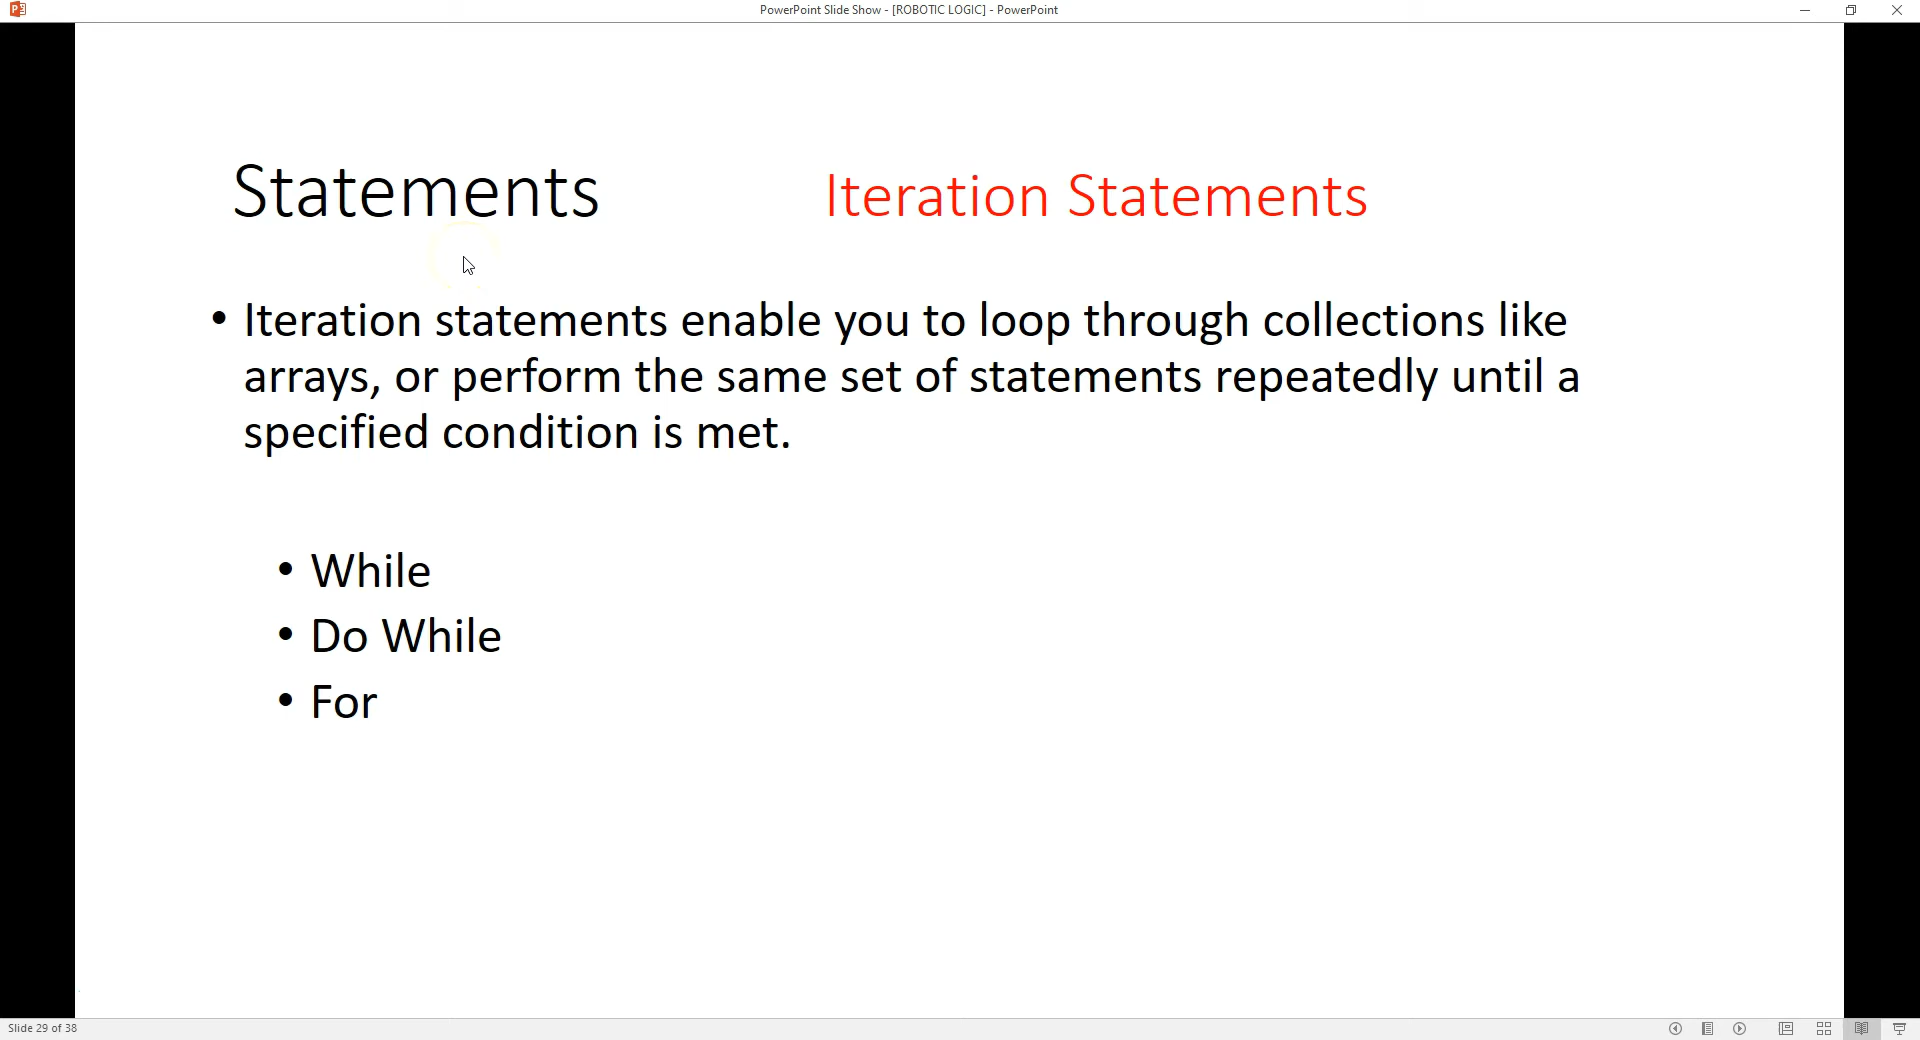 PowerPoint Slide Show - [ROBOTIC LOGIC] - PowerPoint
Statements
Iteration Statements
• Iteration statements enable you to loop through collections like
arrays, or perform the same set of statements repeatedly until a
specified condition is met.
• While
• Do While
• For
Slide 29 of 38